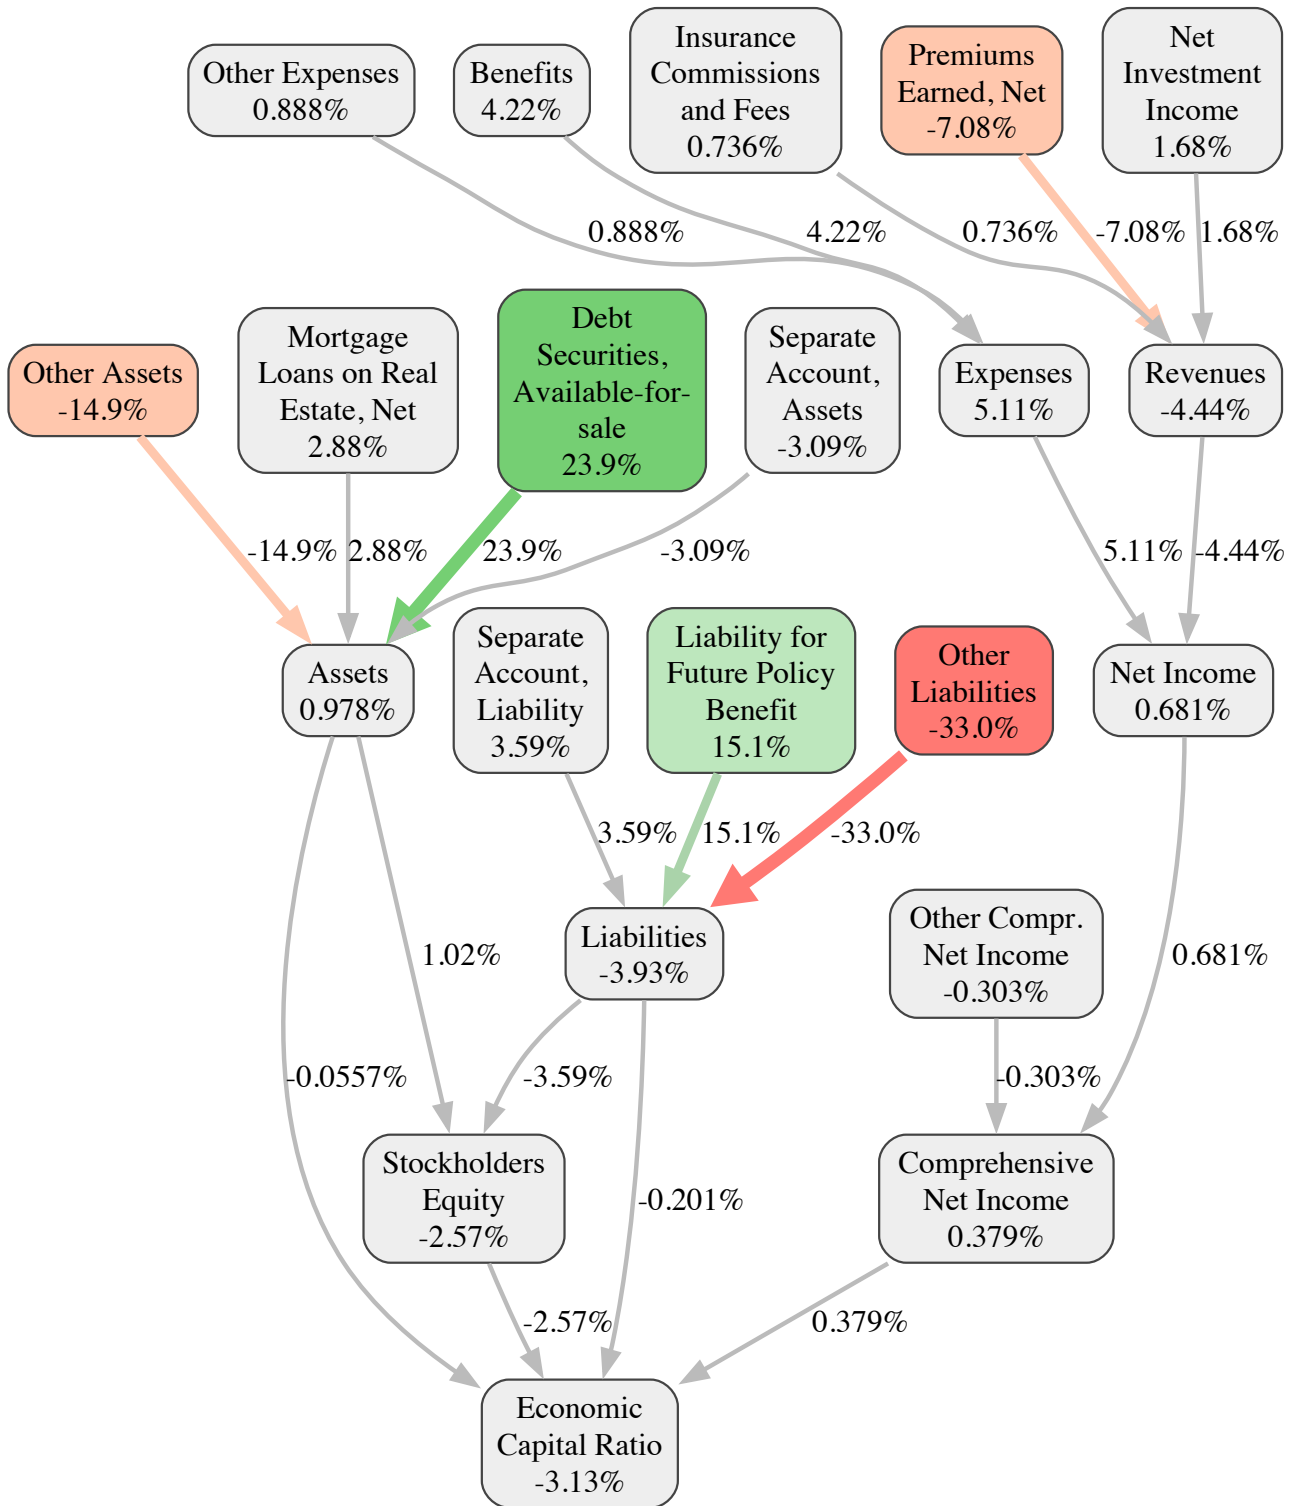 Other Expenses
0.888%
Benefits
4.22%
Insurance
Commissions
and Fees
0.736%
Premiums
Earned, Net
-7.08%
Net
Investment
Income
1.68%
0.888%
4.22%
0.736%
-7.08%
1.68%
Other Assets
-14.9%
Mortgage
Loans on Real
Estate, Net
2.88%
Debt
Securities,
Available-for-
sale
23.9%
Separate
Account,
Assets
-3.09%
Expenses
5.11%
Revenues
-4.44%
-14.9%
2.88%
23.9%
-3.09%
5.11%
-4.44%
Assets
0.978%
Separate
Account,
Liability
3.59%
Liability for
Future Policy
Benefit
15.1%
Other
Liabilities
-33.0%
Net Income
0.681%
3.59%
15.1%
-33.0%
1.02%
Liabilities
-3.93%
Other Compr.
Net Income
-0.303%
0.681%
-0.0557%
-3.59%
-0.303%
Stockholders
Equity
-2.57%
-0.201%
Comprehensive
Net Income
0.379%
-2.57%
0.379%
Economic
Capital Ratio
-3.13%